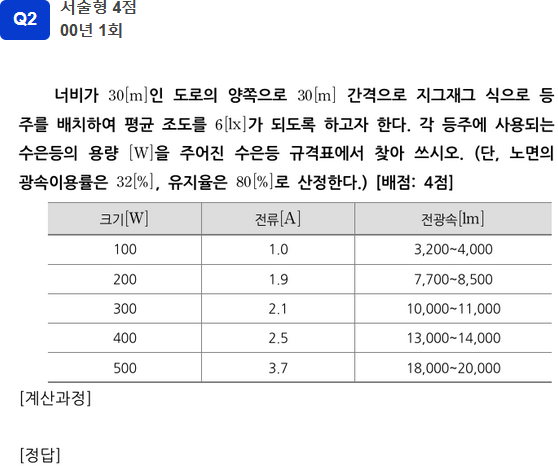 Q2
서술형 4점
00년 1회
너비가 30[m]인 도로의 양쪽으로 30[m] 간격으로 지그재그 식으로 등
주를 배치하여 평균 조도를 6[lx]가 되도록 하고자 한다. 각 등주에 사용되는
수은등의 용량 [W]을 주어진 수은등 규격표에서 찾아 쓰시오. (단, 노면의
광속이용률은 32[%], 유지율은 80[%]로 산정한다.) [배점: 4점]
크기[W] 전류[A] 전광속[lm]
100 1.0 3,200~4,000
200 1.9 7,700~8,500
300 2.1 10,000~11,000
400 2.5 13,000~14,000
500 3.7 18,000~20,000
[계산과정]
[정답]